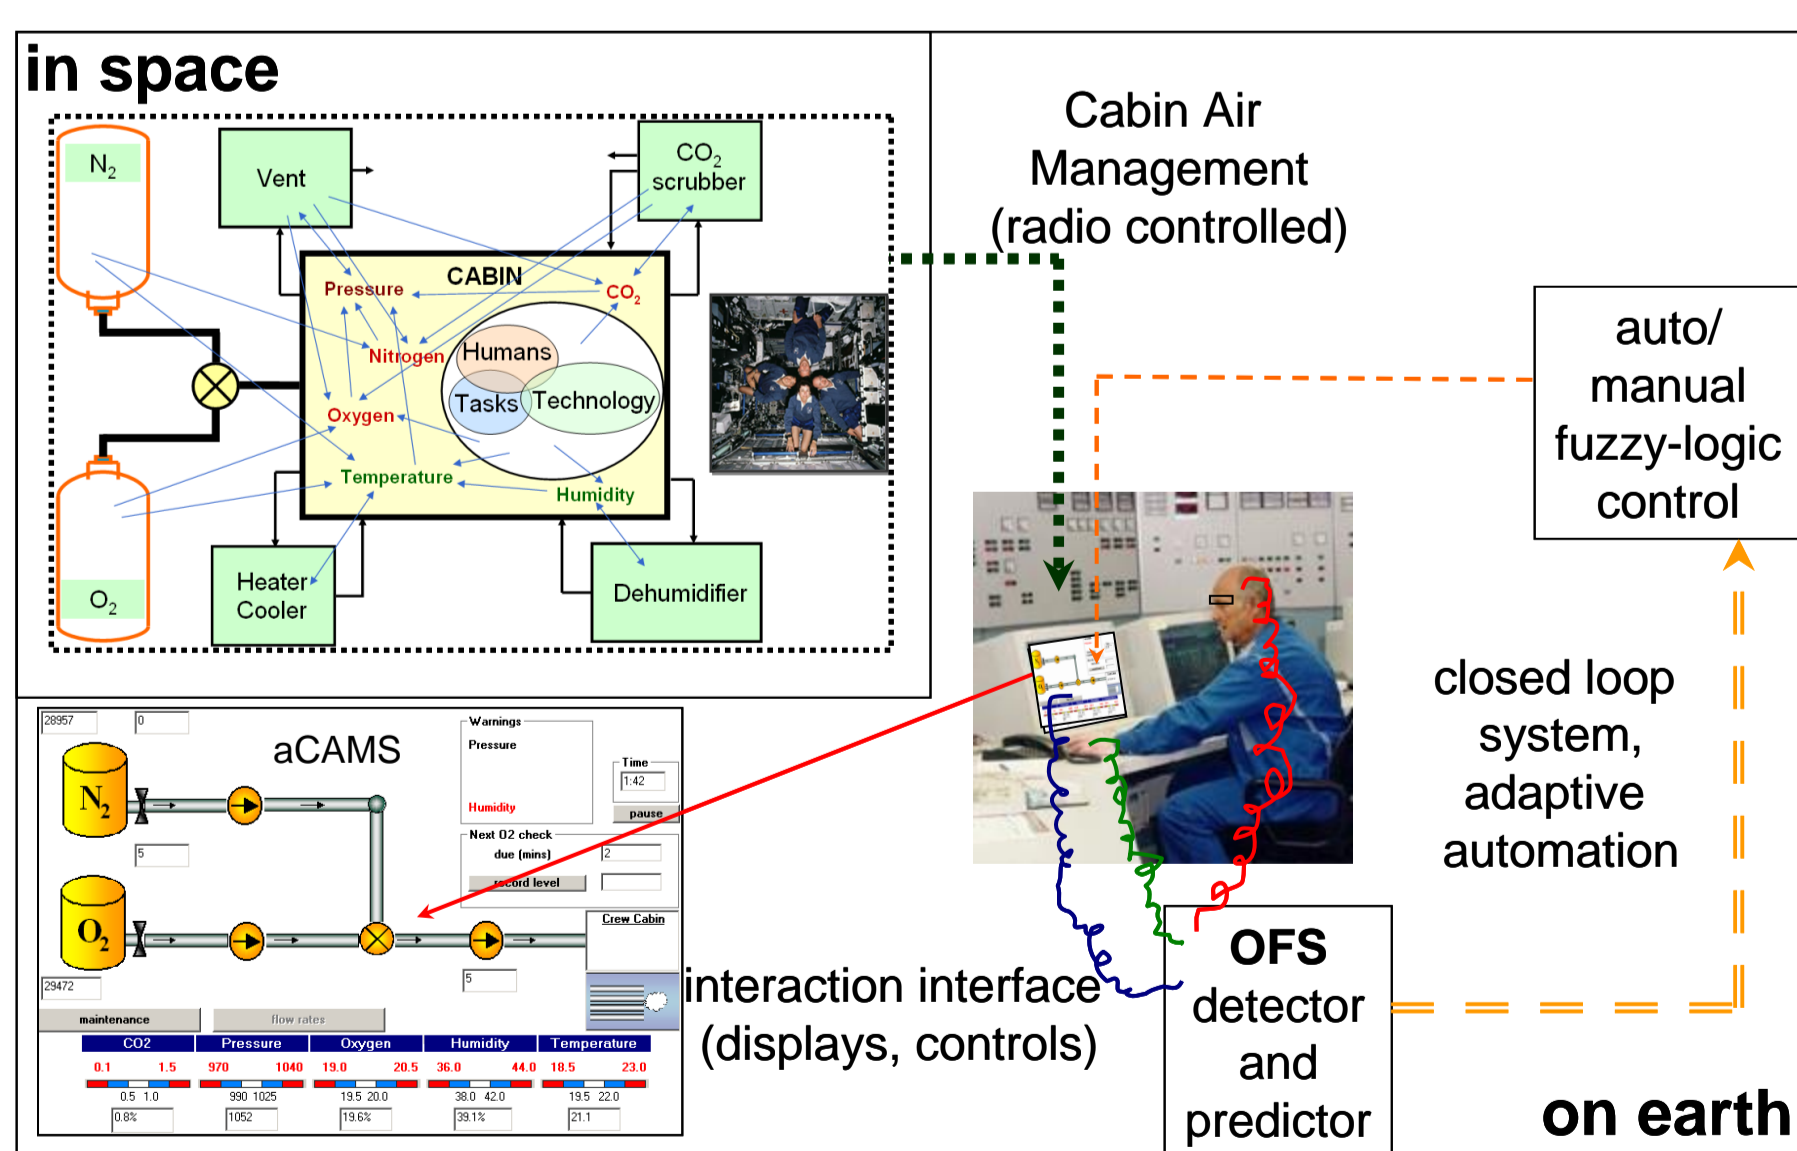 in space
N2
Vent
CO2
scrubber
CABIN
Pressure
CO2
Nitrogen
Humans
Tasks
Technology
Oxygen
Temperature
Humidity
O2
Heater
Cooler
Dehumidifier
Cabin Air
Management
(radio controlled)
auto/
manual
fuzzy-logic
control
closed loop
system,
adaptive
automation
28957
0
aCAMS
Warnings
Pressure
Humidity
Time
1:42
pause
N2
5
Next O2 check
due (mins)
2
record level
O2
Crew Cabin
29472
5
maintenance
flow rates
CO2
Pressure
Oxygen
Humidity
Temperature
0.1 1.5
970 1040
19.0 20.5
36.0 44.0
18.5 23.0
0.5 1.0
990 1025
19.5 20.0
38.0 42.0
19.5 22.0
0.8%
1052
19.6%
39.1%
21.1
interaction interface
(displays, controls)
OFS
detector
and
predictor
on earth